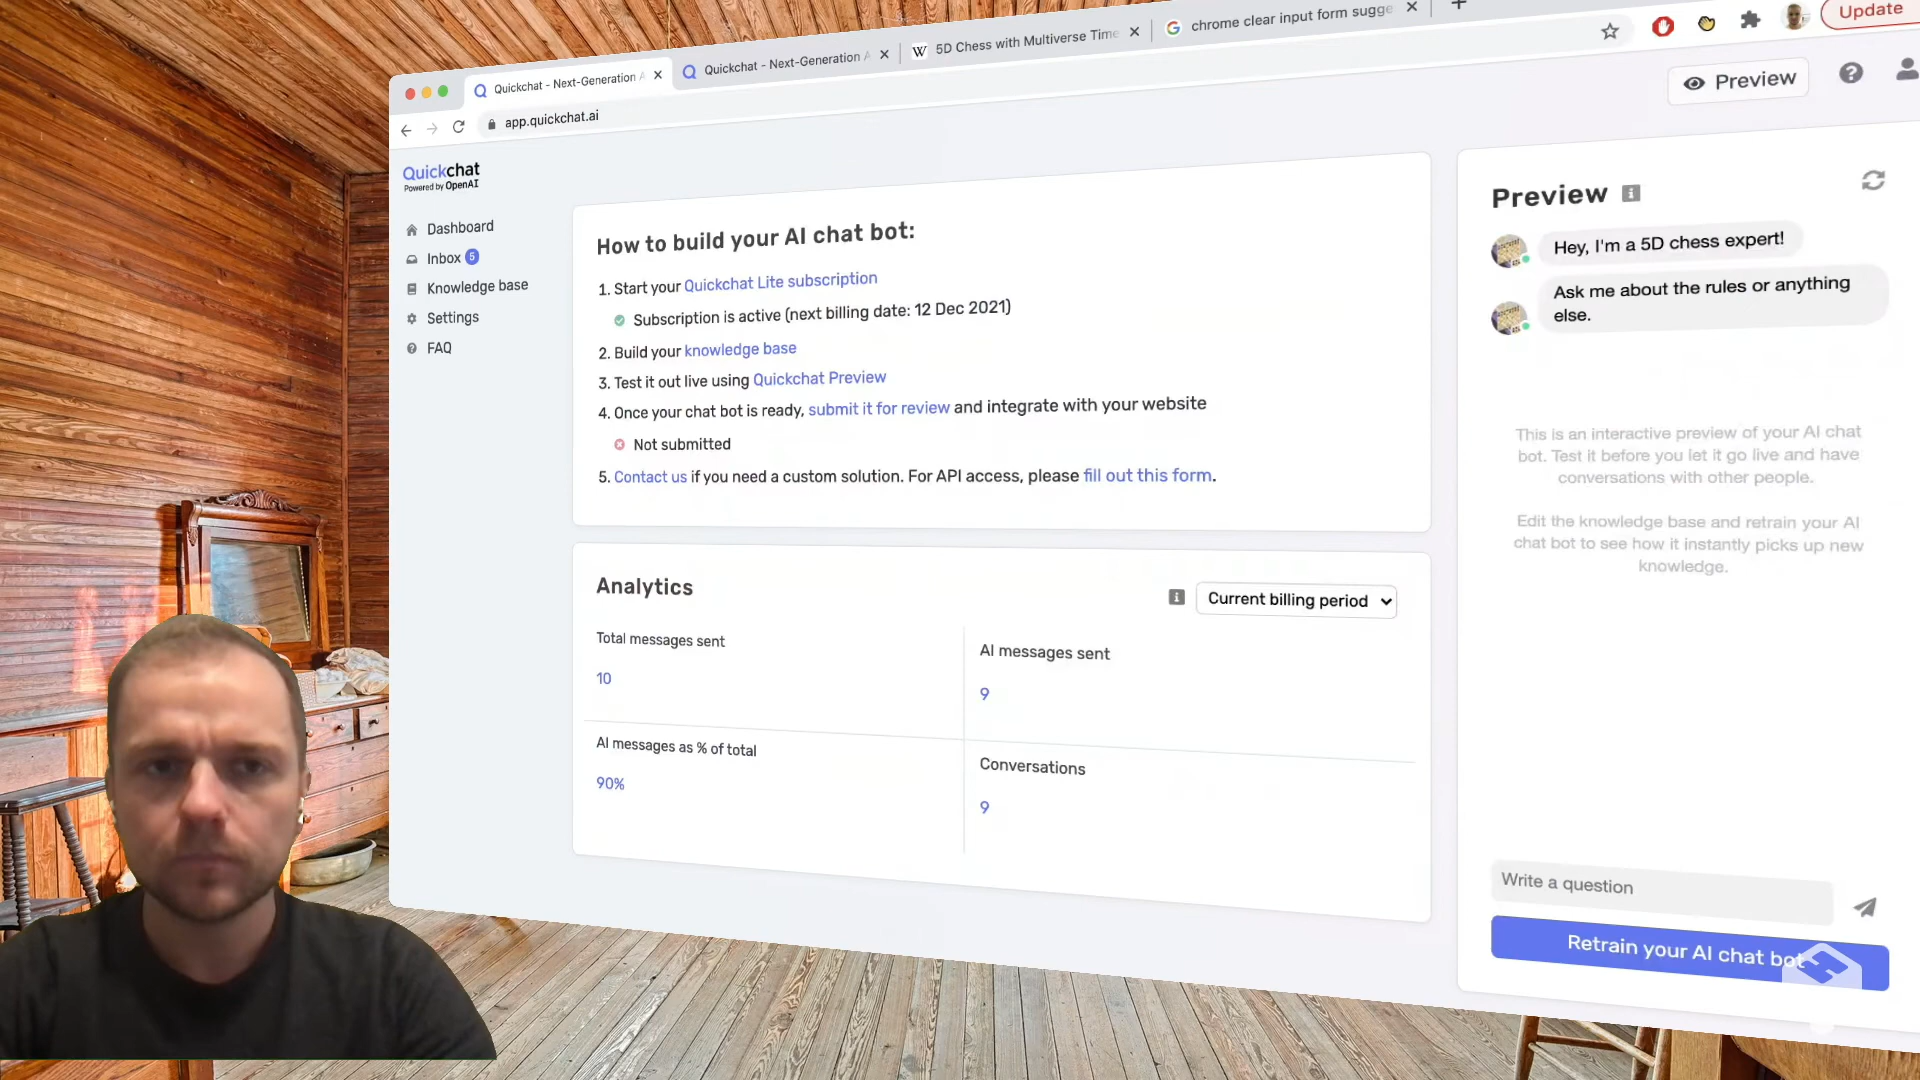 Quickchat - Next-Generation A
Quickchat - Next-Generation A
5D Chess with Multiverse Time
chrome clear input form sugge
Update
app.quickchat.ai
Preview
Quickchat
Powered by OpenAI
Dashboard
Inbox 5
Knowledge base
Settings
FAQ
How to build your AI chat bot:
1. Start your Quickchat Lite subscription
Subscription is active (next billing date: 12 Dec 2021)
2. Build your knowledge base
3. Test it out live using Quickchat Preview
4. Once your chat bot is ready, submit it for review and integrate with your website
Not submitted
5. Contact us if you need a custom solution. For API access, please fill out this form.
Analytics
Current billing period
Total messages sent
10
AI messages sent
9
AI messages as % of total
90%
Conversations
9
Preview
Hey, I'm a 5D chess expert!
Ask me about the rules or anything
else.
This is an interactive preview of your AI chat
bot. Test it before you let it go live and have
conversations with other people.
Edit the knowledge base and retrain your AI
chat bot to see how it instantly picks up new
knowledge.
Write a question
Retrain your AI chat bot